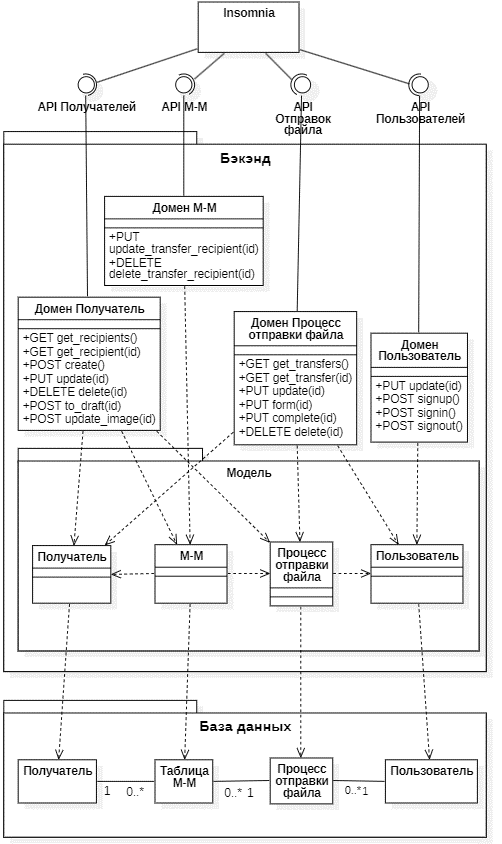 Insomnia
API Получателей
API M-M
API
Отправок
файла
API
Пользователей
Бэкэнд
Домен M-M
+PUT
update_transfer_recipient(id)
+DELETE
delete_transfer_recipient(id)
Домен Получатель
+GET get_recipients()
+GET get_recipient(id)
+POST create()
+PUT update(id)
+DELETE delete(id)
+POST to_draft(id)
+POST update_image(id)
Домен Процесс
отправки файла
+GET get_transfers()
+GET get_transfer(id)
+PUT update(id)
+PUT form(id)
+PUT complete(id)
+DELETE delete(id)
Домен
Пользователь
+PUT update(id)
+POST signup()
+POST signin()
+POST signout()
Модель
Получатель
M-M
Процесс
отправки
файла
Пользователь
База данных
Получатель
Таблица
M-M
Процесс
отправки
файла
Пользователь
1 0..* 0..* 1 0..* 1